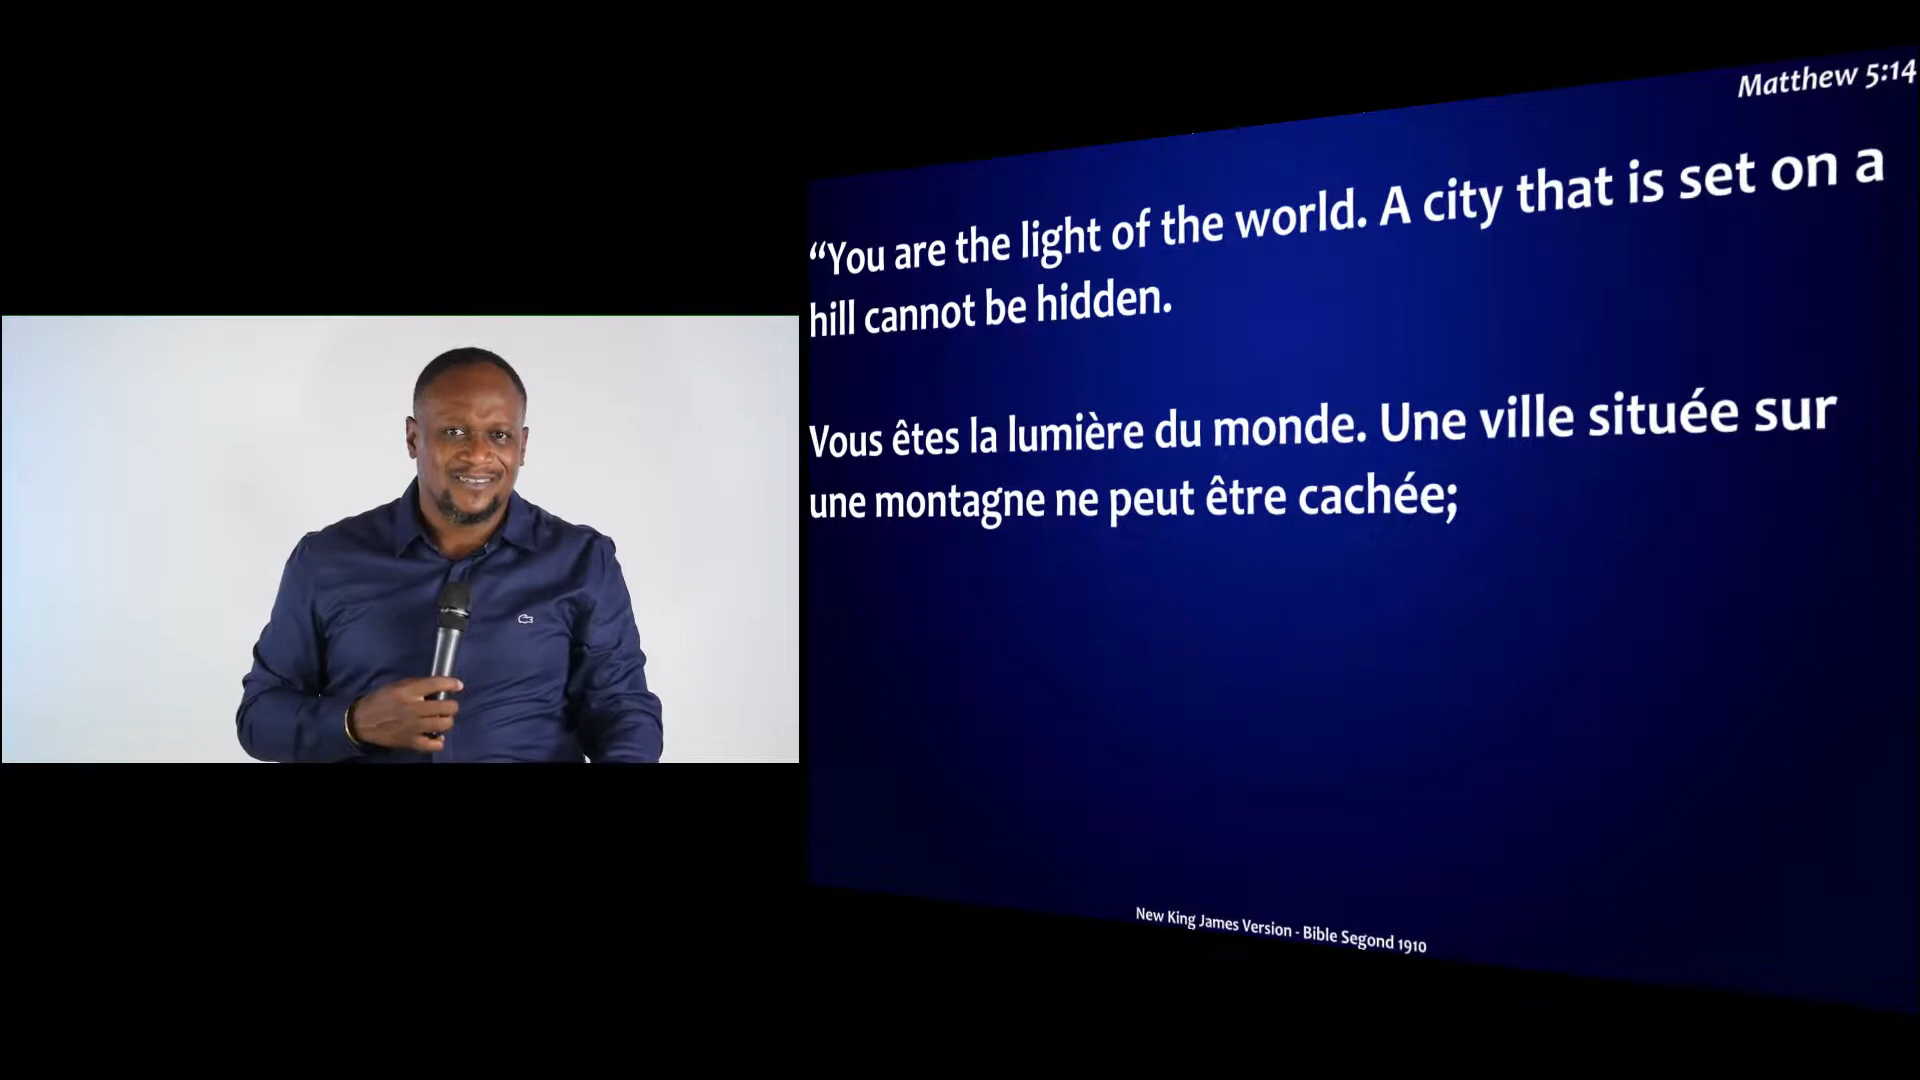 Matthew 5:14
“You are the light of the world. A city that is set on a
hill cannot be hidden.
Vous êtes la lumière du monde. Une ville située sur
une montagne ne peut être cachée;
New King James Version - Bible Segond 1910